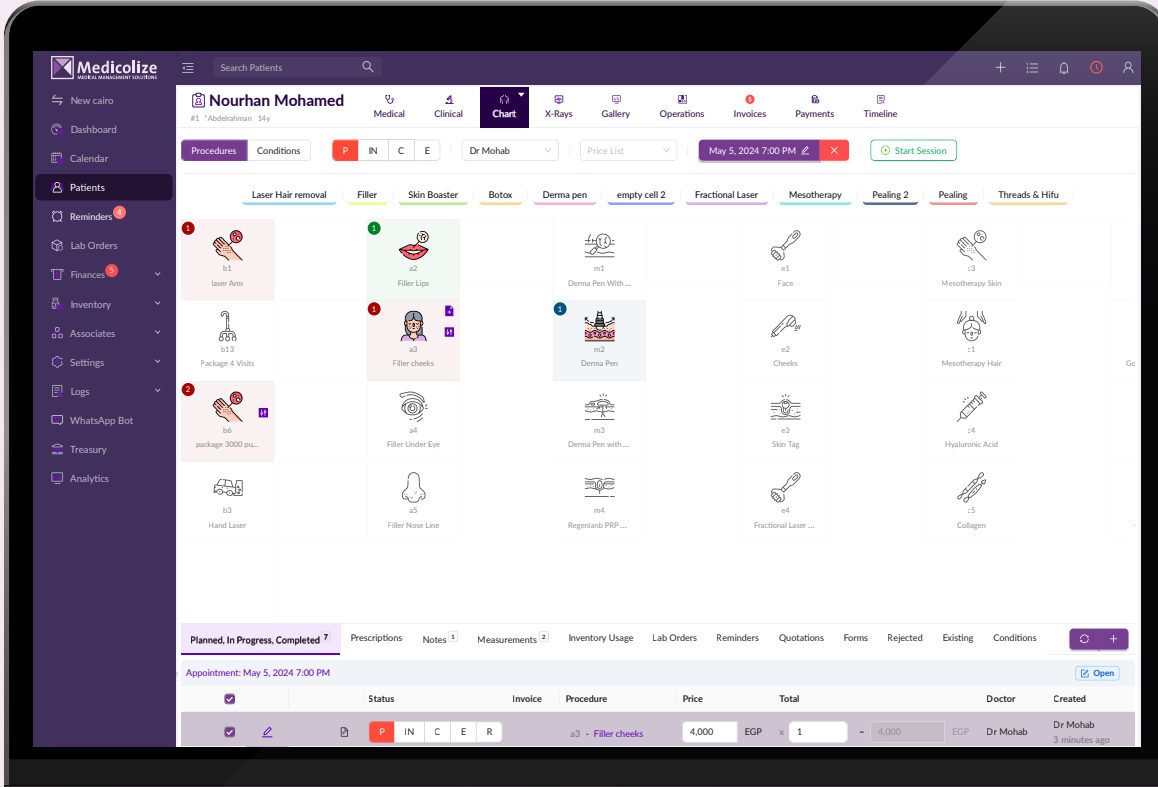 Medicolize
MEDICAL MANAGEMENT SOLUTIONS
Search Patients
New cairo
Dashboard
Calendar
Patients
Reminders 4
Lab Orders
Finances 5
Inventory
Associates
Settings
Logs
WhatsApp Bot
Treasury
Analytics
Nourhan Mohamed
#1 "Abdelrahman 14y
Medical Clinical Chart X-Rays Gallery Operations Invoices Payments Timeline
Procedures Conditions P IN C E Dr Mohab Price List May 5, 2024 7:00 PM Start Session
Laser Hair removal Filler Skin Boaster Botox Derma pen empty cell 2 Fractional Laser Mesotherapy Pealing 2 Pealing Threads & Hifu
1 1
b1 a2 m1 e1 :3
laser Arm Filler Lips Derma Pen With ... Face Mesotherapy Skin
1 1
b13 a3 m2 e2 :1
Package 4 Visits Filler cheeks Derma Pen Cheeks Mesotherapy Hair Gc
2
b6 a4 m3 e3 :4
package 3000 pu... Filler Under Eye Derma Pen with ... Skin Tag Hyaluronic Acid
b3 a5 m4 e4 :5
Hand Laser Filler Nose Line Regenlanb PRP ... Fractional Laser ... Collagen
Planned, In Progress, Completed 7 Prescriptions Notes 1 Measurements 2 Inventory Usage Lab Orders Reminders Quotations Forms Rejected Existing Conditions
Appointment: May 5, 2024 7:00 PM Open
Status Invoice Procedure Price Total Doctor Created
P IN C E R a3 - Filler cheeks 4,000 EGP x 1 = 4,000 EGP Dr Mohab Dr Mohab
3 minutes ago